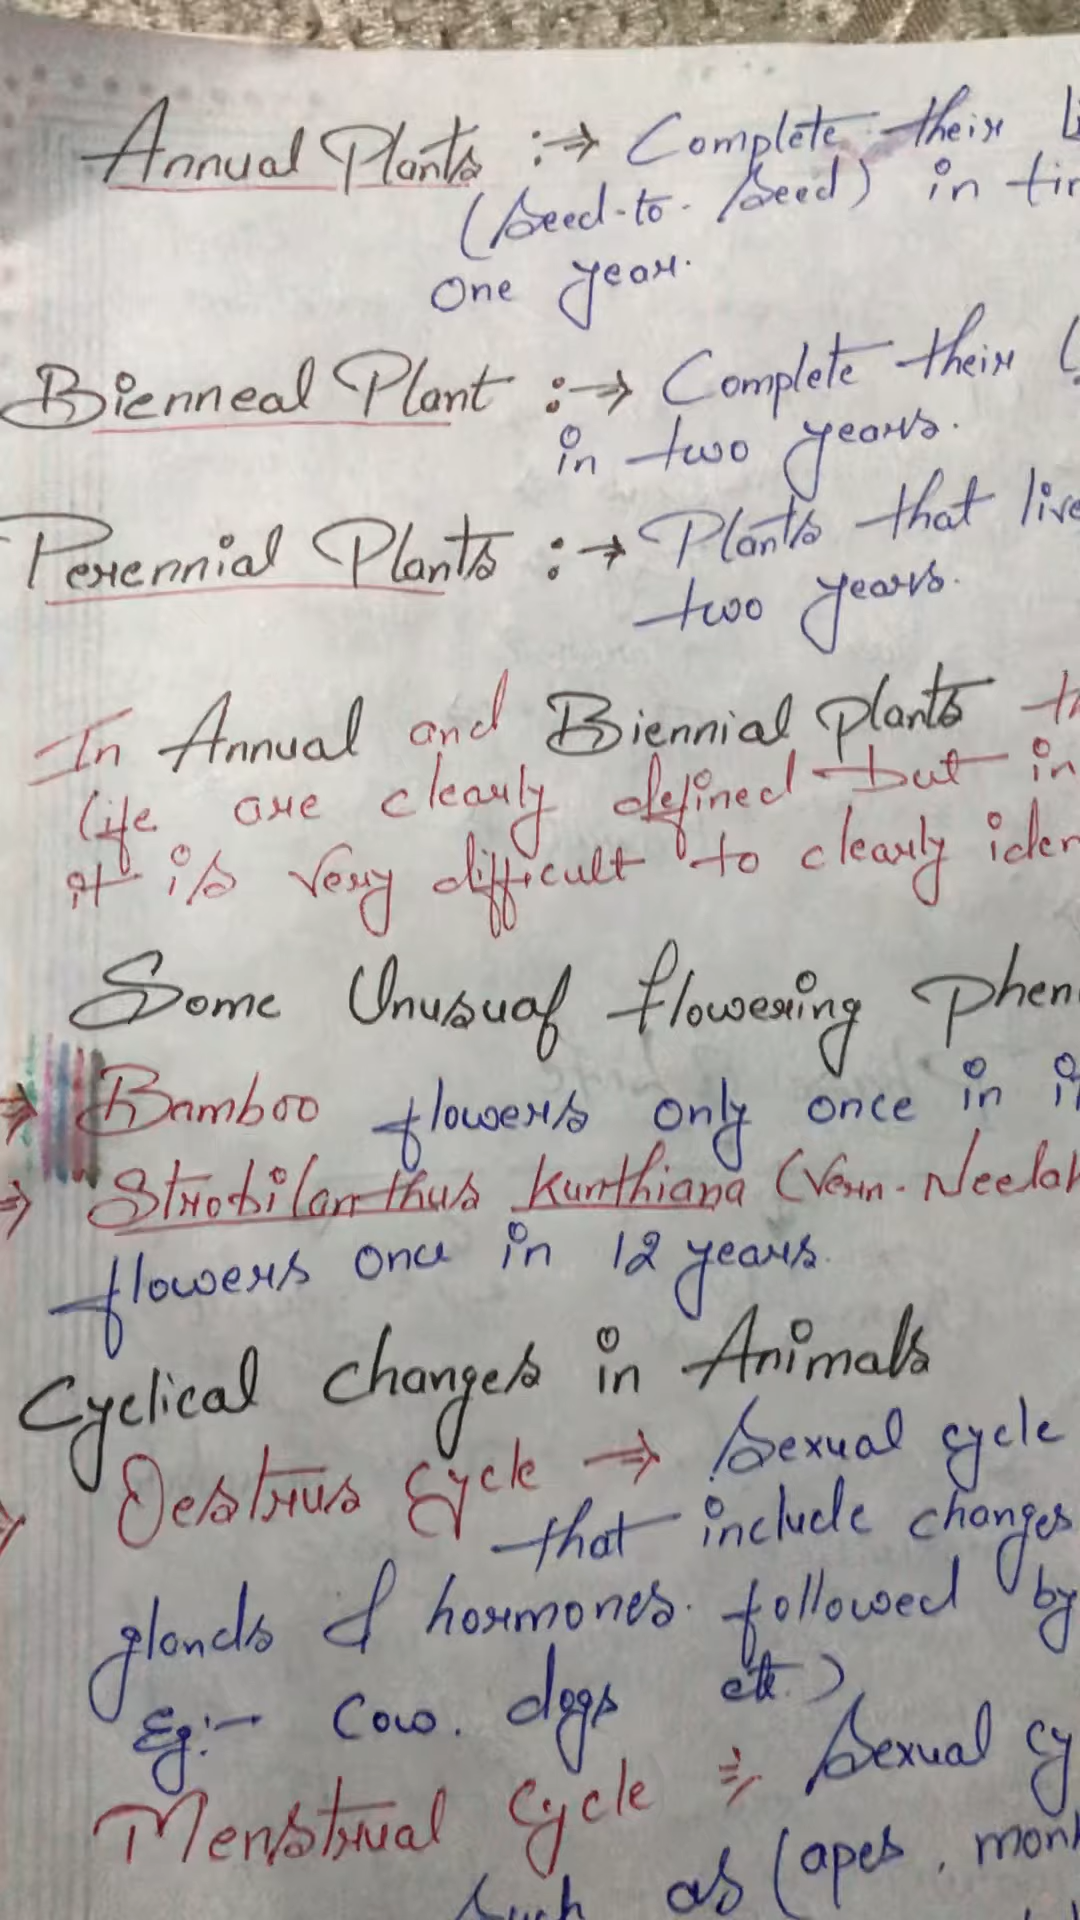 Annual Plants :⇒ Complete their
(Seed-to-Seed) in
one year.
Bienneal Plant :⇒ Complete their
in two years.
Perennial Plants :→ Plants that live
two years.
In Annual and Biennial plants
life are clearly defined but in
it is very difficult to clearly
Some Unusual flowering
⇒ Bamboo flowers only once in
⇒ Strobilanthus kunthiana (Vern.
flowers once in 12 years.
Cyclical changes in Animals
Oestrus Cycle ⇒ Sexual cycle
that include changes
glands & hormones. followed by
Eg:- Cow. dogs etc.)
Menstrual Cycle ⇒ Sexual
such as (apes,